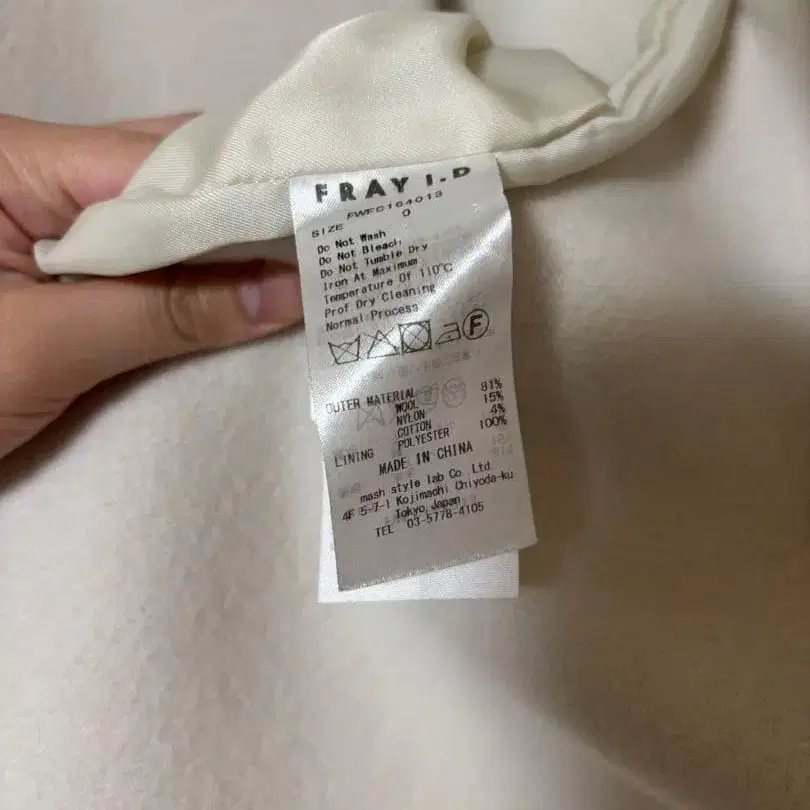 FRAY I.D
FWFC164013
SIZE 0
Do Not Wash
Do Not Bleach
Do Not Tumble Dry
Iron At Maximum
Temperature Of 110°C
Prof Dry Cleaning
Normal Process
F
OUTER MATERIAL
WOOL 81%
NYLON 15%
COTTON 4%
LINING POLYESTER 100%
MADE IN CHINA
mash style lab Co. Ltd.
4F 5-7-1 Kojimachi Chiyoda-ku
Tokyo,Japan
TEL 03-5778-4105